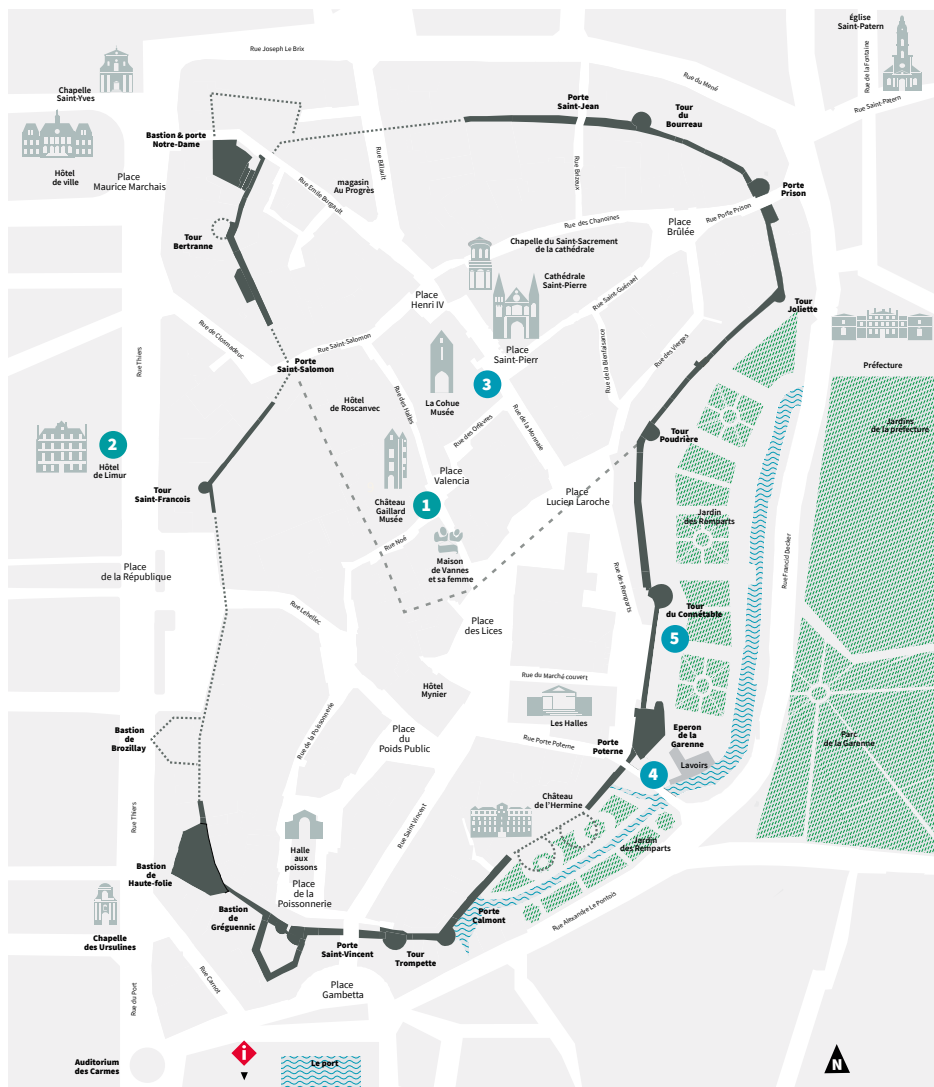 Église
Saint-Patern
Rue de la Fontaine
Rue Joseph Le Brix
Rue du Mené
Rue Saint-Patern
Chapelle
Saint-Yves
Porte
Saint-Jean
Tour
du
Bourreau
Bastion & porte
Notre-Dame
Hôtel
de ville
Place
Maurice Marchais
Rue Billault
Rue Bézeux
magasin
Au Progrès
Rue Emile Burgault
Porte
Prison
Rue Porte Prison
Rue des Chanoines
Place
Brûlée
Tour
Bertranne
Chapelle du Saint-Sacrement
de la cathédrale
Cathédrale
Saint-Pierre
Rue Saint-Guénaël
Place
Henri IV
Tour
Joliette
Rue de Closmadeuc
Rue Saint-Salomon
Rue Thiers
Place
Saint-Pierr
Rue de la Bienfaisance
Rue des Vierges
Porte
Saint-Salomon
Préfecture
3
La Cohue
Musée
Hôtel
de Roscanvec
Rue des Halles
Rue des Orfèvres
Rue de la Monnaie
Jardins
de la préfecture
2
Hôtel
de Limur
Tour
Poudrière
Place
Valencia
Tour
Saint-Francois
Château
Gaillard
Musée
1
Place
Lucien Laroche
Jardin
des Remparts
Rue Noé
Maison
de Vannes
et sa femme
Rue Francis Decker
Place
de la République
Rue des Remparts
Rue Lehellec
Place
des Lices
Tour
du Connétable
5
Rue du Marché couvert
Hôtel
Mynier
Les Halles
Rue de la Poissonnerie
Bastion
de
Brozillay
Place
du
Poids Public
Rue Porte Poterne
Porte
Poterne
Eperon
de la
Garenne
Parc
de la Garenne
Lavoirs
4
Rue Thiers
Château
de l'Hermine
Rue Saint Vincent
Jardin
des Remparts
Halle
aux
poissons
Bastion
de
Haute-folie
Place
de la
Poissonnerie
Bastion
de
Gréguennic
Porte
Calmont
Rue Alexandre Le Pontois
Chapelle
des Ursulines
Porte
Saint-Vincent
Tour
Trompette
Rue Carnot
Rue du Port
Place
Gambetta
Auditorium
des Carmes
i
Le port
N